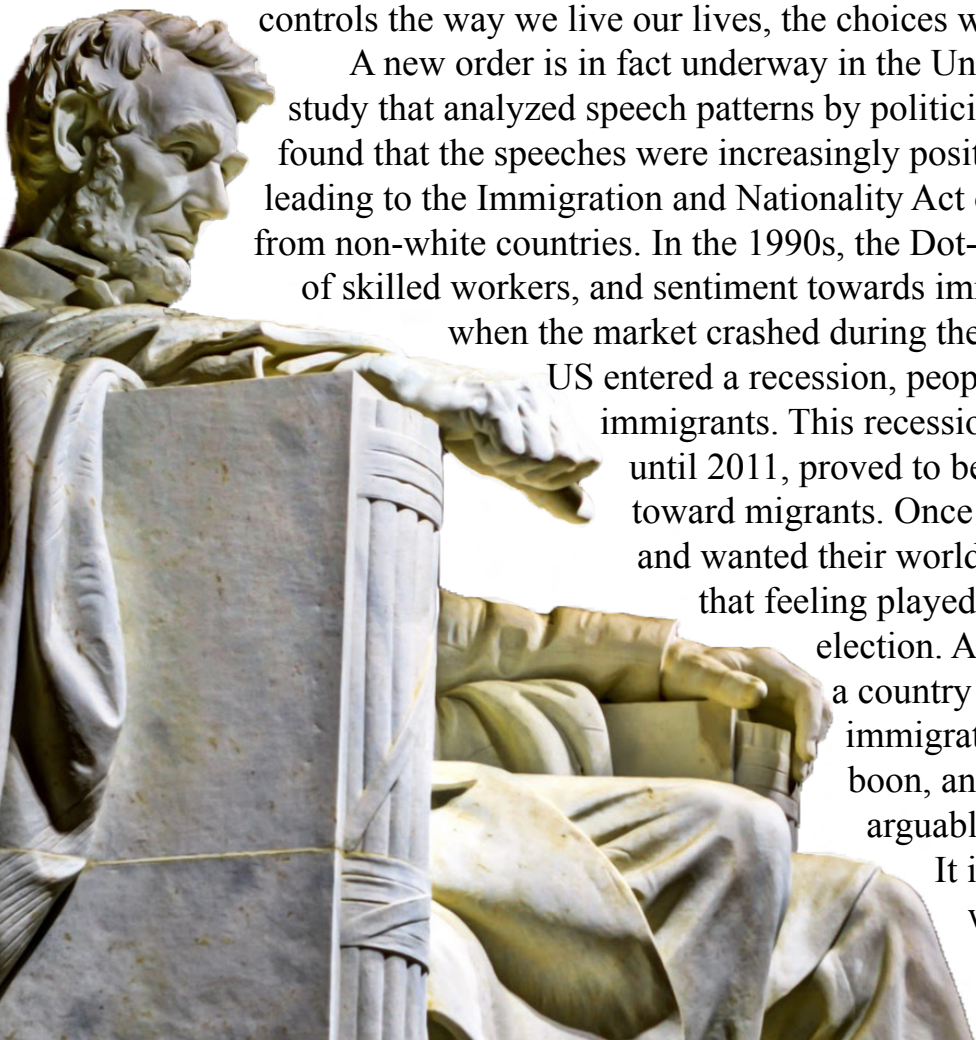 controls the way we live our lives, the choices w
A new order is in fact underway in the Un
study that analyzed speech patterns by politici
found that the speeches were increasingly posit
leading to the Immigration and Nationality Act
from non-white countries. In the 1990s, the Dot-
of skilled workers, and sentiment towards im
when the market crashed during the
US entered a recession, peop
immigrants. This recessio
until 2011, proved to be
toward migrants. Once
and wanted their world
that feeling played
election. A
a country
immigrat
boon, an
arguabl
It i